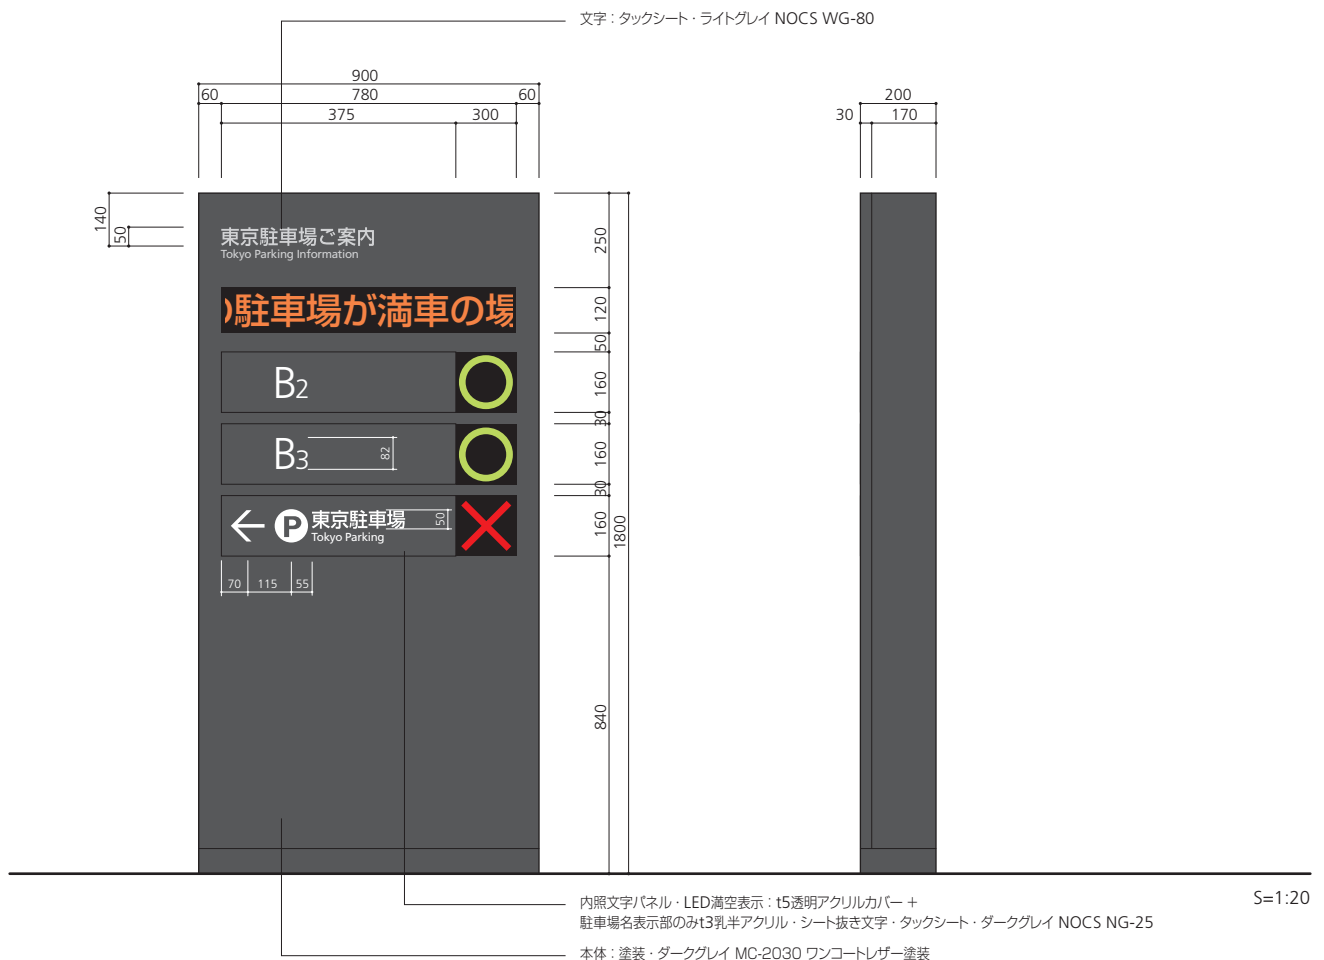 文字：タックシート・ライトグレイ NOCS WG-80
900
60
780
60
375
300
200
30
170
140
50
東京駐車場ご案内
Tokyo Parking Information
駐車場が満車の場
B2
B3
82
P
東京駐車場
Tokyo Parking
50
70
115
55
250
120
50
160
30
160
30
160
840
1800
内照文字パネル・LED満空表示：t5透明アクリルカバー +
駐車場名表示部のみt3乳半アクリル・シート抜き文字・タックシート・ダークグレイ NOCS NG-25
本体：塗装・ダークグレイ MC-2030 ワンコートレザー塗装
S=1:20